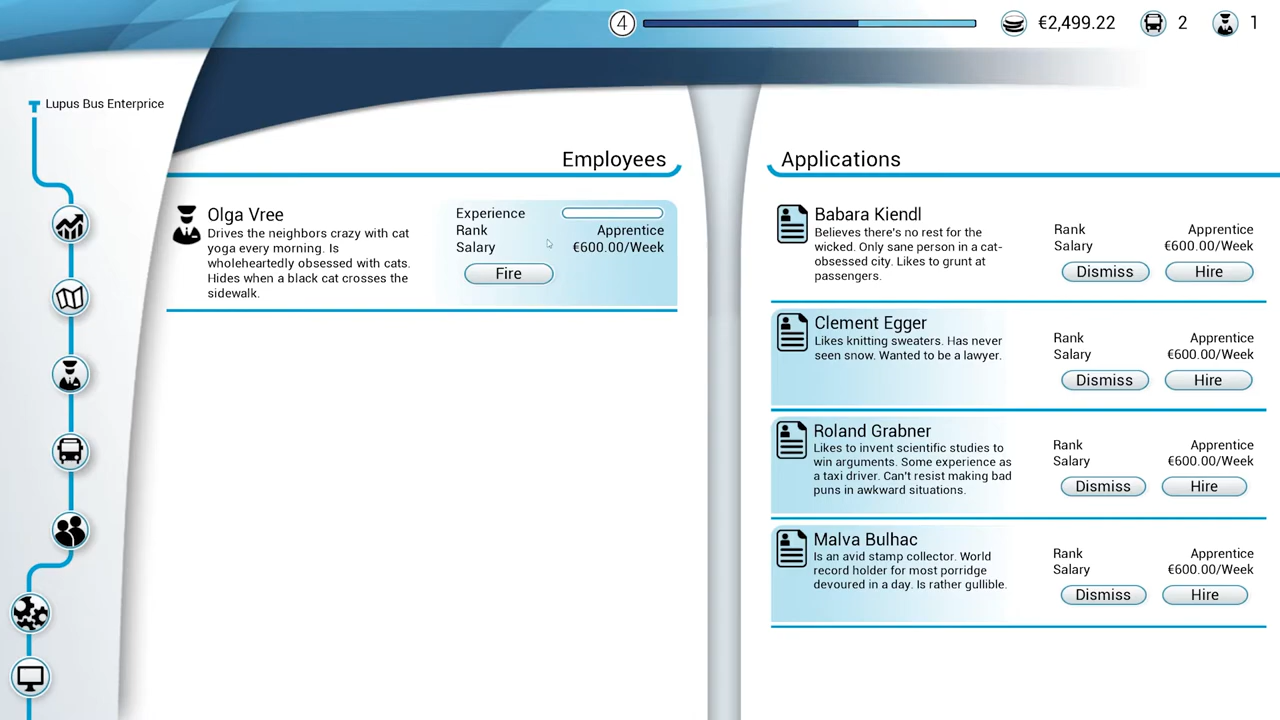 4
€2,499.22
2
1
Lupus Bus Enterprice
Employees
Olga Vree
Drives the neighbors crazy with cat
yoga every morning. Is
wholeheartedly obsessed with cats.
Hides when a black cat crosses the
sidewalk.
Experience
Rank Apprentice
Salary €600.00/Week
Fire
Applications
Babara Kiendl
Believes there's no rest for the
wicked. Only sane person in a cat-
obsessed city. Likes to grunt at
passengers.
Rank Apprentice
Salary €600.00/Week
Dismiss Hire
Clement Egger
Likes knitting sweaters. Has never
seen snow. Wanted to be a lawyer.
Rank Apprentice
Salary €600.00/Week
Dismiss Hire
Roland Grabner
Likes to invent scientific studies to
win arguments. Some experience as
a taxi driver. Can't resist making bad
puns in awkward situations.
Rank Apprentice
Salary €600.00/Week
Dismiss Hire
Malva Bulhac
Is an avid stamp collector. World
record holder for most porridge
devoured in a day. Is rather gullible.
Rank Apprentice
Salary €600.00/Week
Dismiss Hire